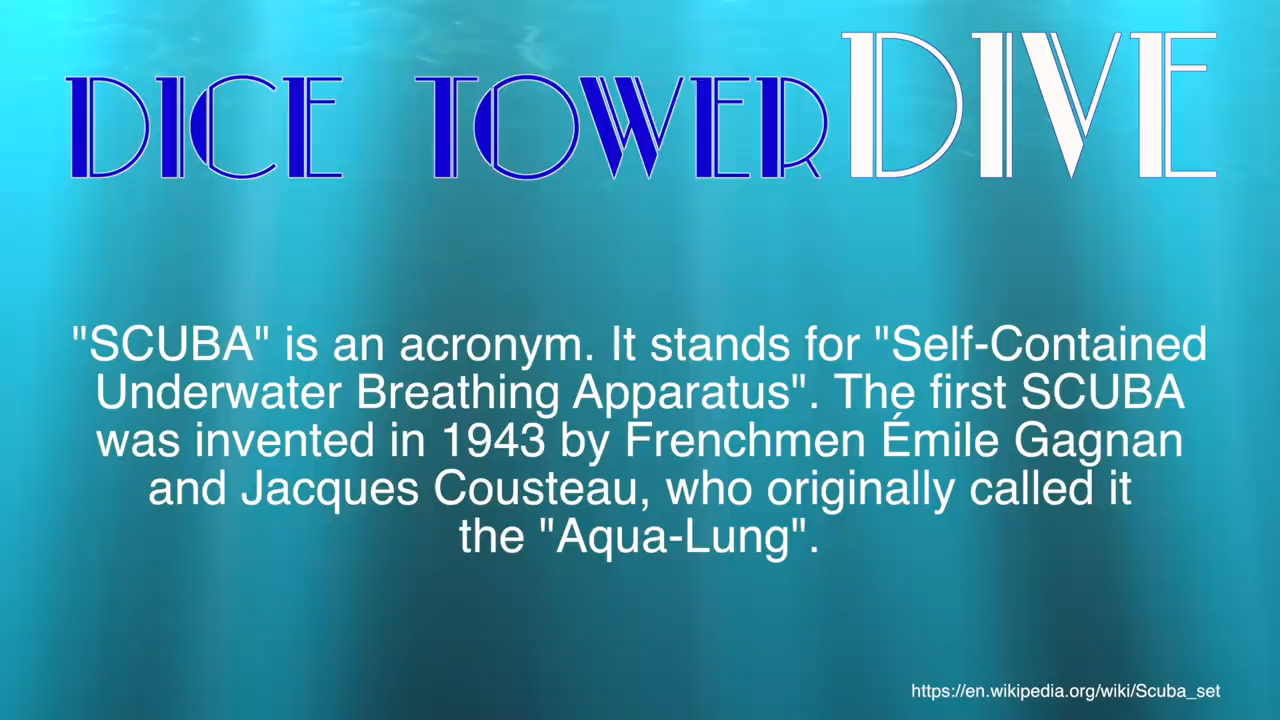 DICE TOWER DIVE
"SCUBA" is an acronym. It stands for "Self-Contained
Underwater Breathing Apparatus". The first SCUBA
was invented in 1943 by Frenchmen Émile Gagnan
and Jacques Cousteau, who originally called it
the "Aqua-Lung".
https://en.wikipedia.org/wiki/Scuba_set